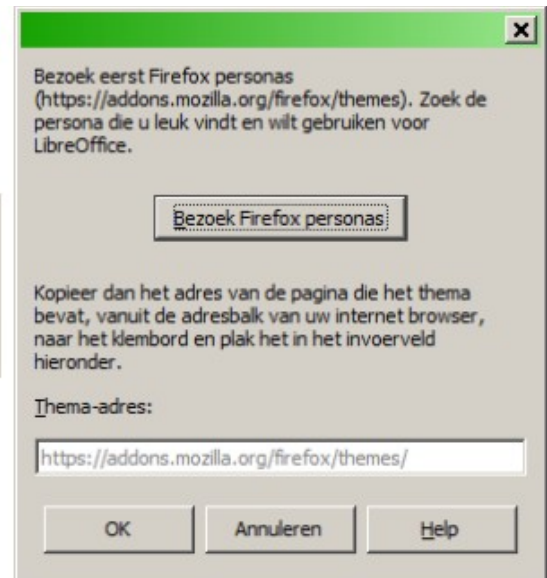 Bezoek eerst Firefox personas
(https://addons.mozilla.org/firefox/themes). Zoek de
persona die u leuk vindt en wilt gebruiken voor
LibreOffice.
Bezoek Firefox personas
Kopieer dan het adres van de pagina die het thema
bevat, vanuit de adresbalk van uw internet browser,
naar het klembord en plak het in het invoerveld
hieronder.
Thema-adres:
https://addons.mozilla.org/firefox/themes/
OK
Annuleren
Help